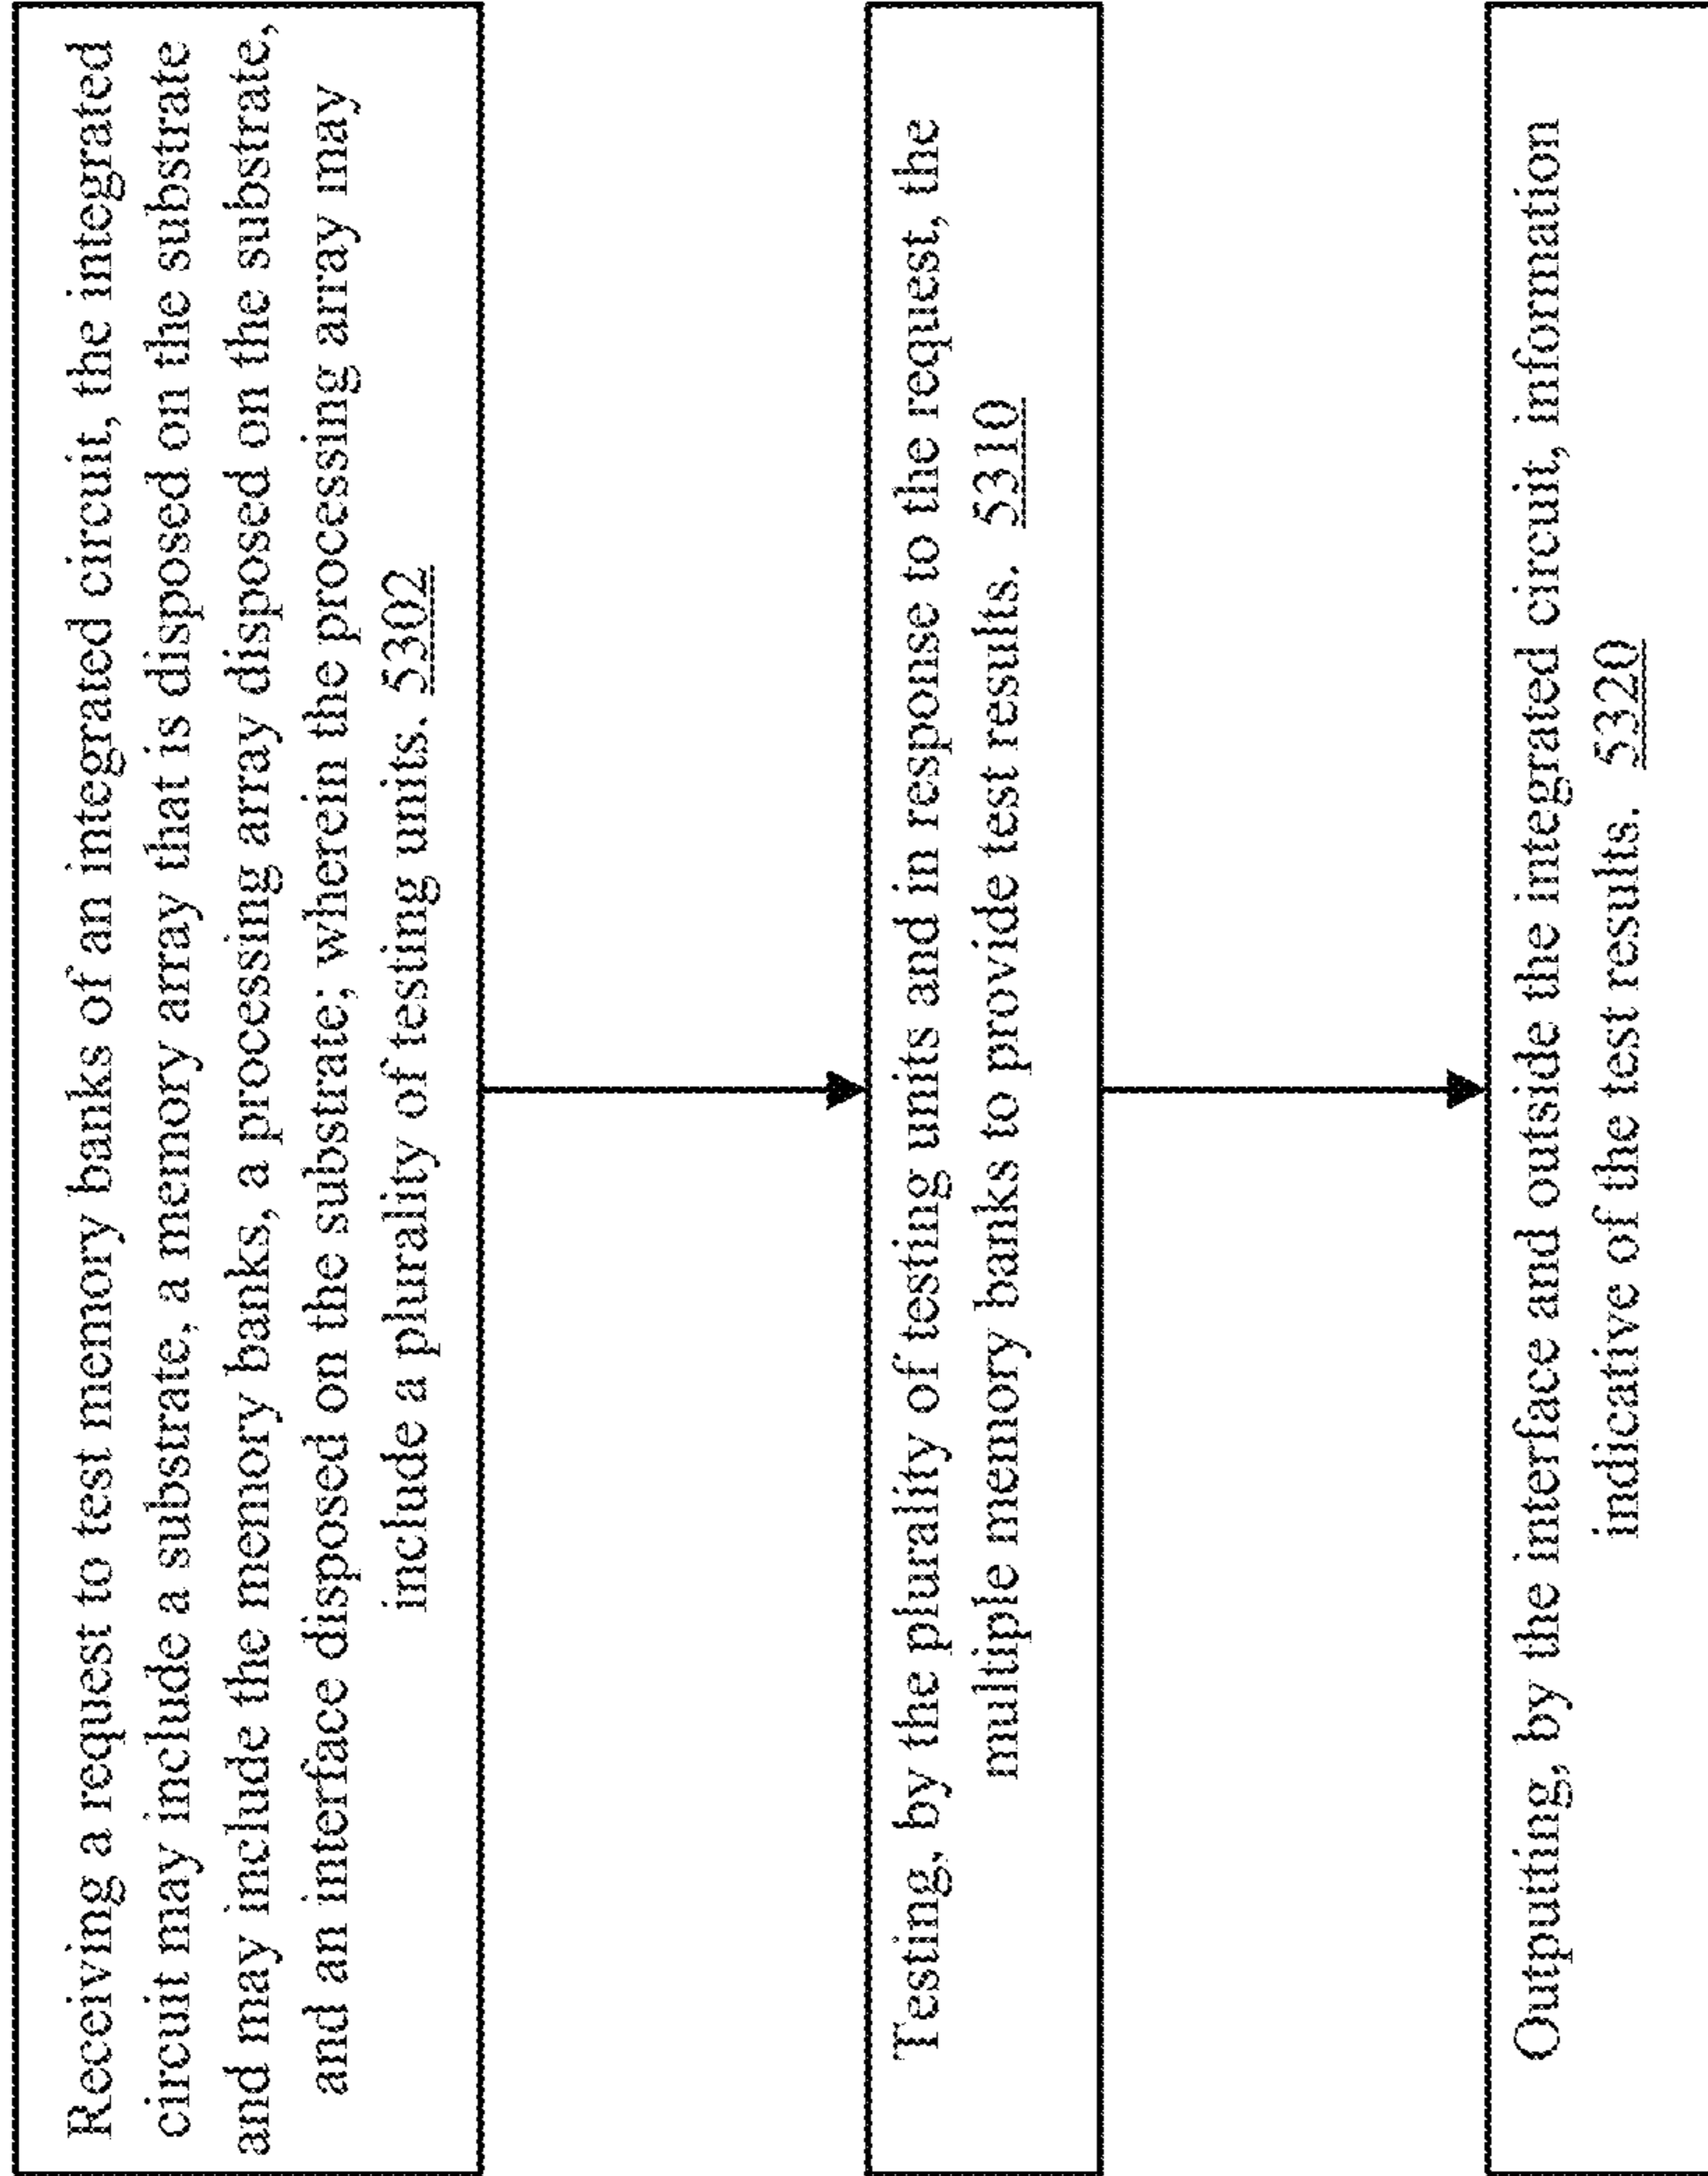 Receiving a request to test memory banks of an integrated circuit, the integrated
circuit may include a substrate, a memory array that is disposed on the substrate
and may include the memory banks, a processing array disposed on the substrate,
and an interface disposed on the substrate; wherein the processing array may
include a plurality of testing units. 5302
Testing, by the plurality of testing units and in response to the request, the
multiple memory banks to provide test results. 5310
Outputting, by the interface and outside the integrated circuit, information
indicative of the test results. 5320